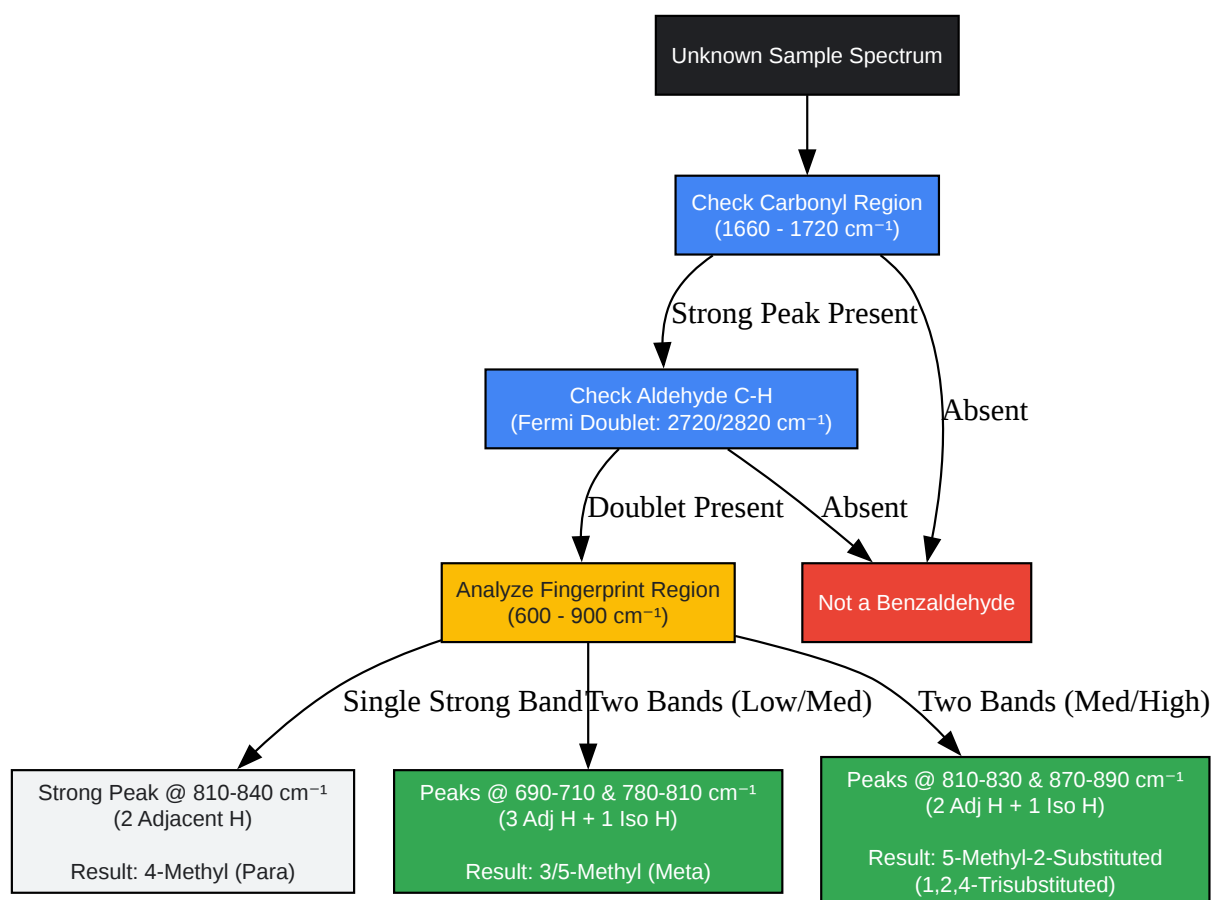 Unknown Sample Spectrum
Check Carbonyl Region
(1660 - 1720 cm⁻¹)
Strong Peak Present
Absent
Check Aldehyde C-H
(Fermi Doublet: 2720/2820 cm⁻¹)
Doublet Present
Absent
Analyze Fingerprint Region
(600 - 900 cm⁻¹)
Not a Benzaldehyde
Single Strong Band
Two Bands (Low/Med)
Two Bands (Med/High)
Strong Peak @ 810-840 cm⁻¹
(2 Adjacent H)
Result: 4-Methyl (Para)
Peaks @ 690-710 & 780-810 cm⁻¹
(3 Adj H + 1 Iso H)
Result: 3/5-Methyl (Meta)
Peaks @ 810-830 & 870-890 cm⁻¹
(2 Adj H + 1 Iso H)
Result: 5-Methyl-2-Substituted
(1,2,4-Trisubstituted)